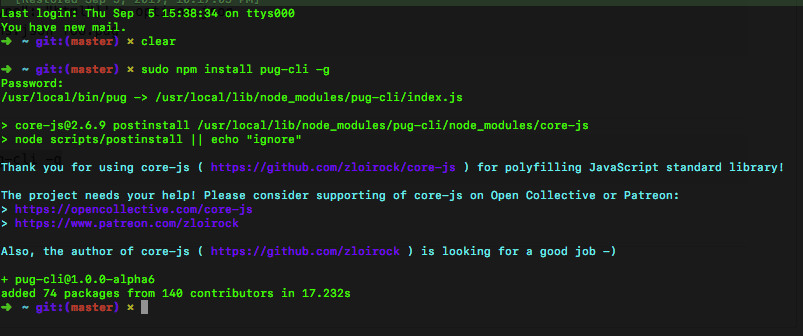 Last login: Thu Sep  5 15:38:34 on ttys000
You have new mail.
➜  ~ git:(master) ✗ clear
➜  ~ git:(master) ✗ sudo npm install pug-cli -g
Password:
/usr/local/bin/pug -> /usr/local/lib/node_modules/pug-cli/index.js
> core-js@2.6.9 postinstall /usr/local/lib/node_modules/pug-cli/node_modules/core-js
> node scripts/postinstall || echo "ignore"
Thank you for using core-js ( https://github.com/zloirock/core-js ) for polyfilling JavaScript standard library!
The project needs your help! Please consider supporting of core-js on Open Collective or Patreon:
> https://opencollective.com/core-js
> https://www.patreon.com/zloirock
Also, the author of core-js ( https://github.com/zloirock ) is looking for a good job -)
+ pug-cli@1.0.0-alpha6
added 74 packages from 140 contributors in 17.232s
➜  ~ git:(master) ✗